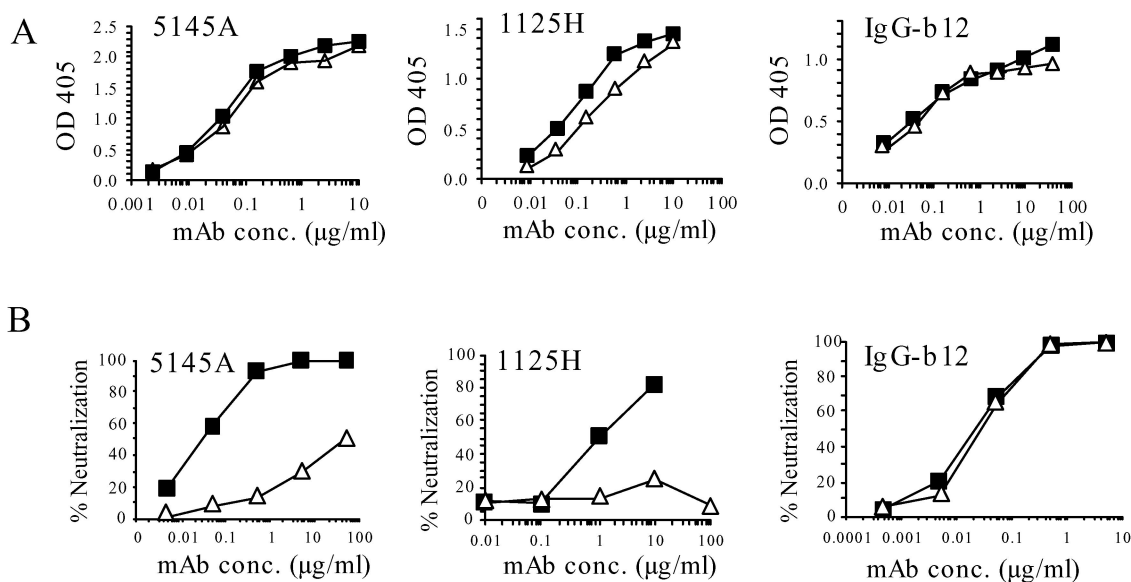 A
5145A
1125H
IgG-b12
OD 405
2.5
2.0
1.5
1.0
0.5
0.0
0.001 0.01 0.1 1 10
mAb conc. (µg/ml)
OD 405
1.5
1.0
0.5
0.0
0 0.01 0.1 1 10 100
mAb conc. (µg/ml)
OD 405
1.0
0.5
0
0 0.01 0.1 1 10 100
mAb conc. (µg/ml)
B
5145A
1125H
IgG-b12
% Neutralization
100
80
60
40
20
0
0.01 0.1 1 10 100
mAb conc. (µg/ml)
% Neutralization
100
80
60
40
20
0
0.01 0.1 1 10 100
mAb conc. (µg/ml)
% Neutralization
100
80
60
40
20
0
0.0001 0.01 0.1 1 10
mAb conc. (µg/ml)